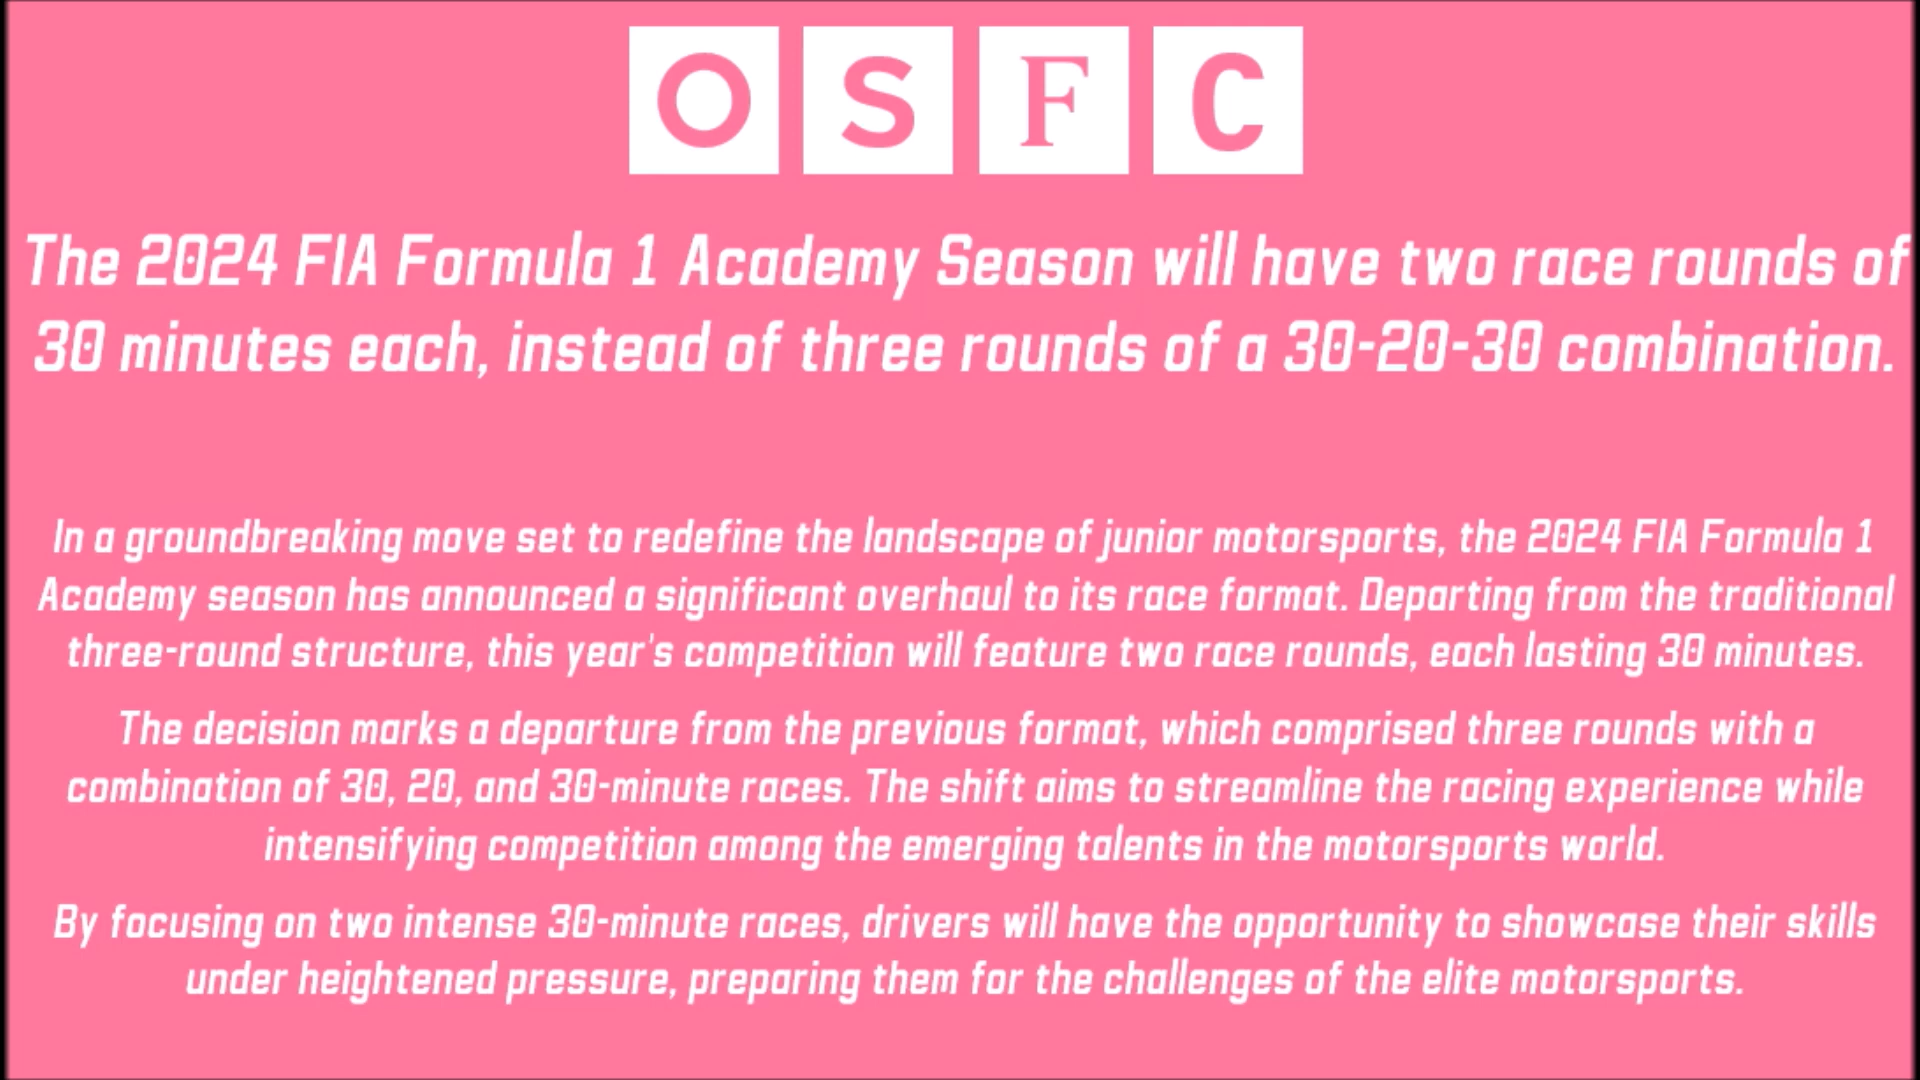 O S F C
The 2024 FIA Formula 1 Academy Season will have two race rounds of
30 minutes each, instead of three rounds of a 30-20-30 combination.
In a groundbreaking move set to redefine the landscape of junior motorsports, the 2024 FIA Formula 1
Academy season has announced a significant overhaul to its race format. Departing from the traditional
three-round structure, this year's competition will feature two race rounds, each lasting 30 minutes.
The decision marks a departure from the previous format, which comprised three rounds with a
combination of 30, 20, and 30-minute races. The shift aims to streamline the racing experience while
intensifying competition among the emerging talents in the motorsports world.
By focusing on two intense 30-minute races, drivers will have the opportunity to showcase their skills
under heightened pressure, preparing them for the challenges of the elite motorsports.